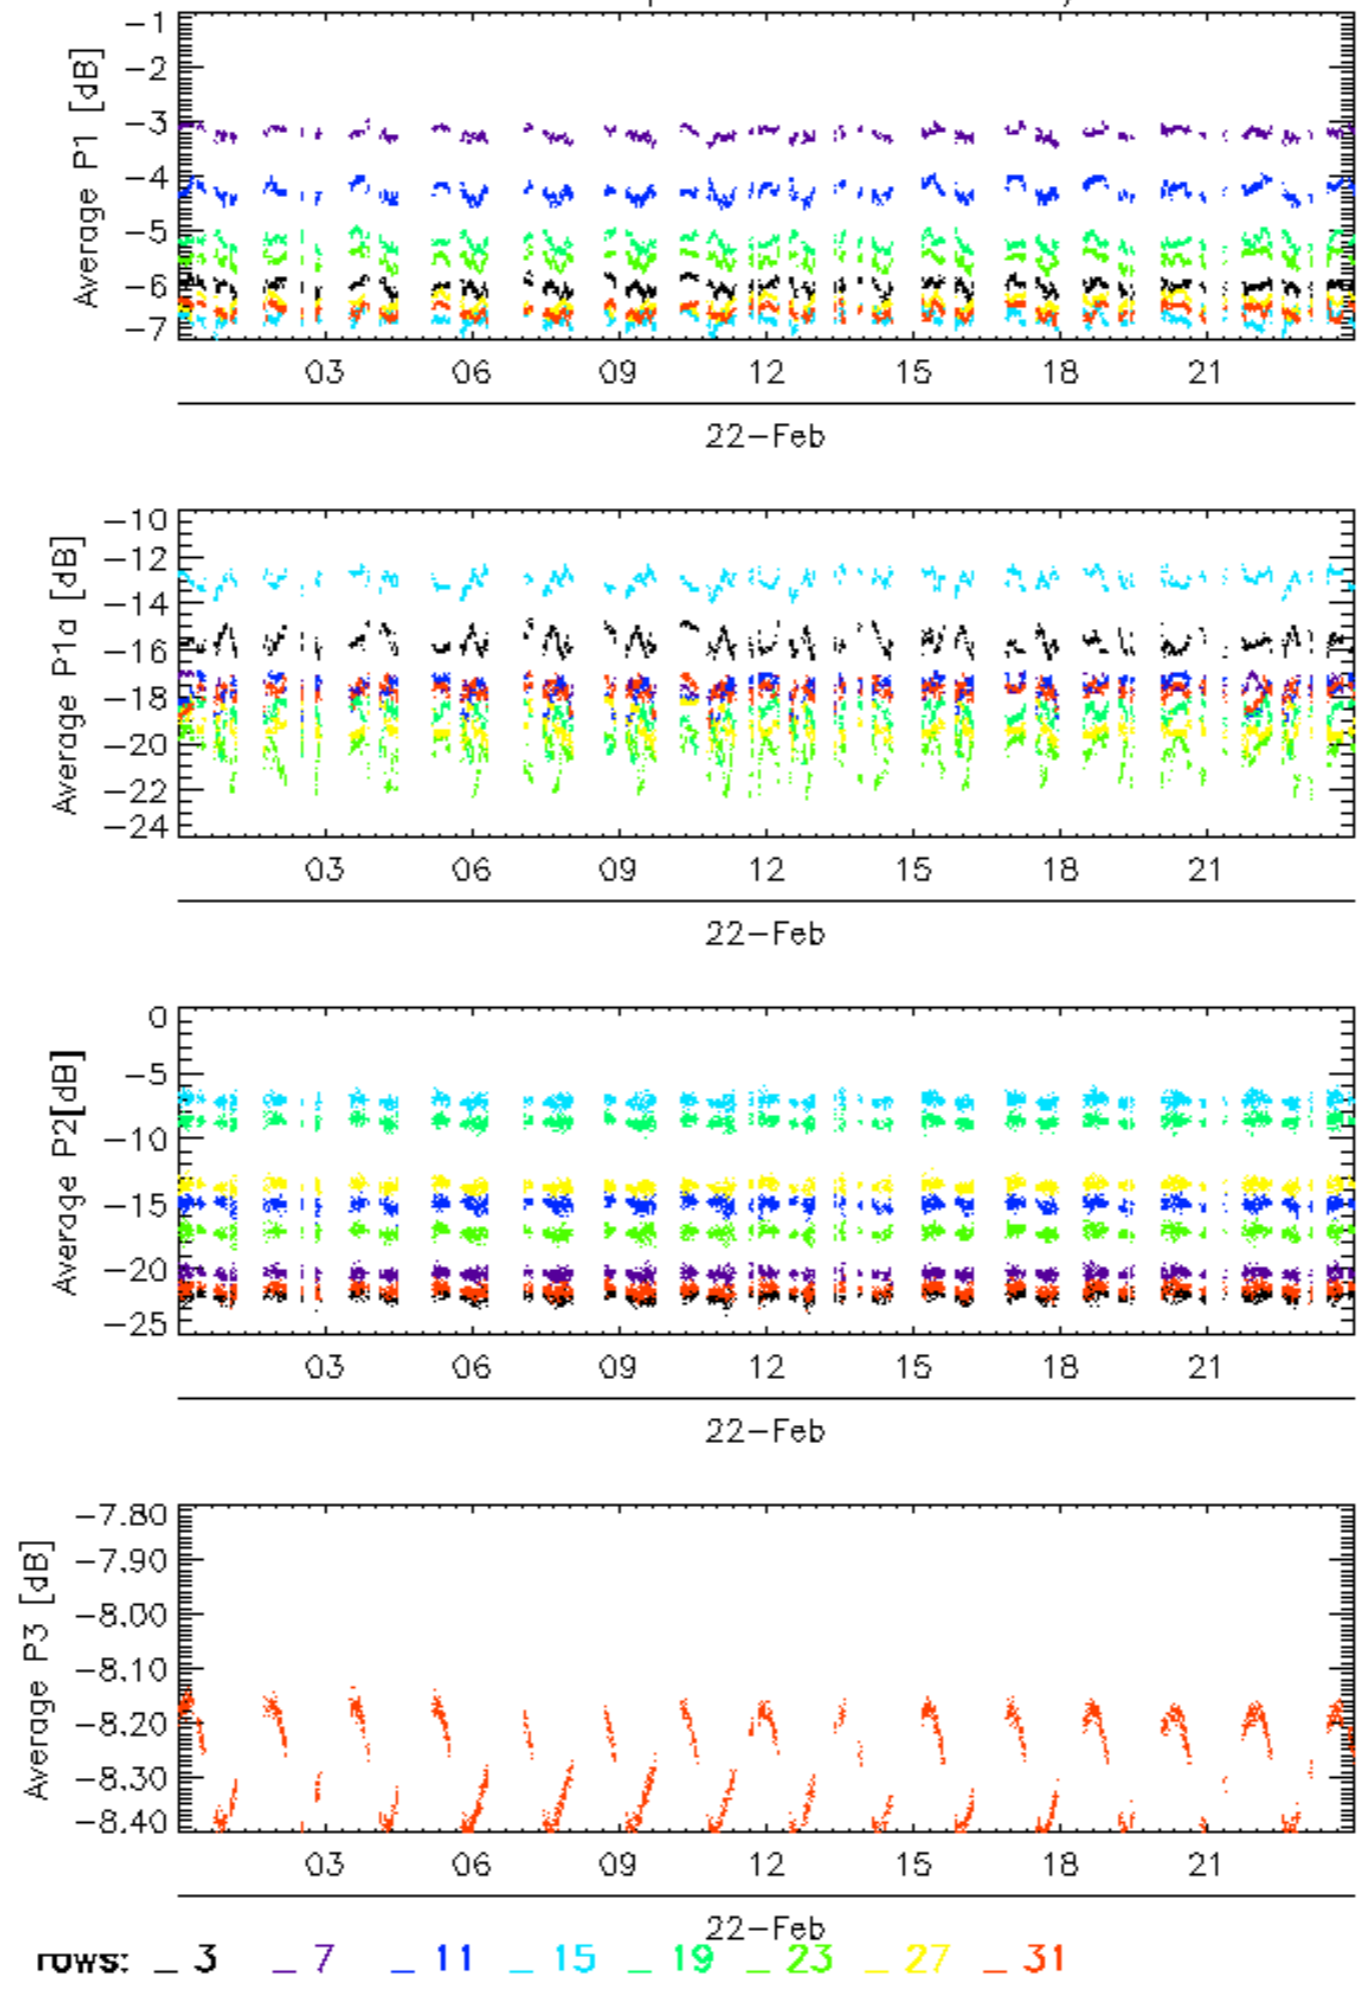 Average P1 [dB]
-1
-2
-3
-4
-5
-6
-7
03 06 09 12 15 18 21
22-Feb
Average P1a [dB]
-10
-12
-14
-16
-18
-20
-22
-24
03 06 09 12 15 18 21
22-Feb
Average P2[dB]
0
-5
-10
-15
-20
-25
03 06 09 12 15 18 21
22-Feb
Average P3 [dB]
-7.80
-7.90
-8.00
-8.10
-8.20
-8.30
-8.40
03 06 09 12 15 18 21
22-Feb
rows: _ 3 _ 7 _ 11 _ 15 _ 19 _ 23 _ 27 _ 31